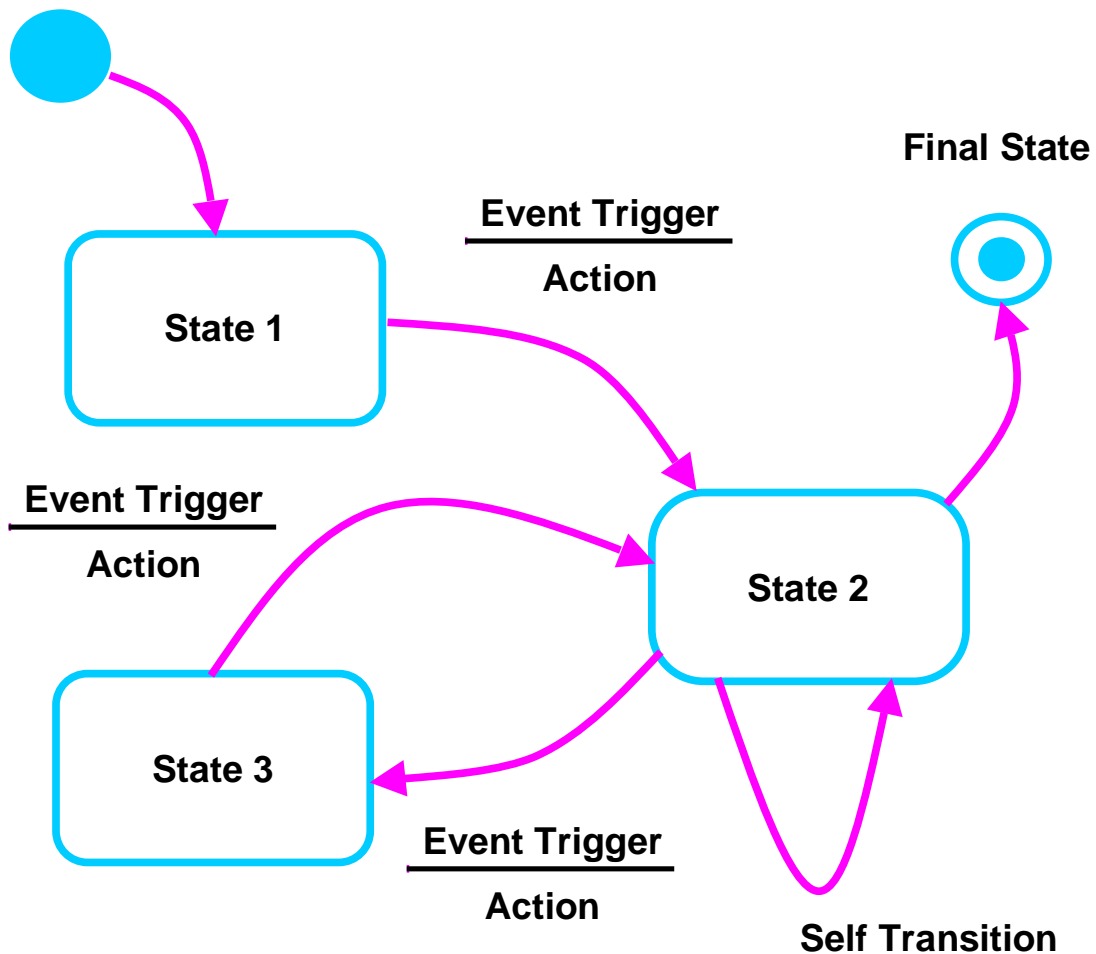 Final State
Event Trigger
Action
State 1
Event Trigger
Action
State 2
State 3
Event Trigger
Action
Self Transition